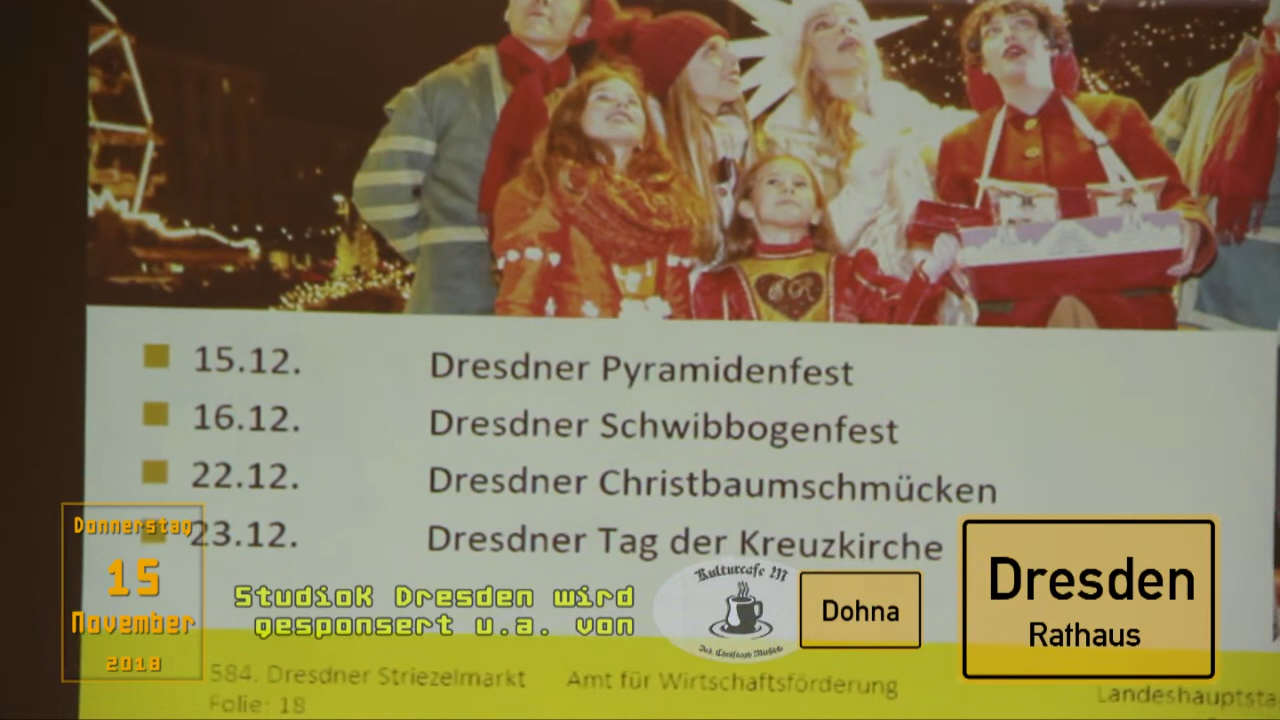 15.12. Dresdner Pyramidenfest
16.12. Dresdner Schwibbogenfest
22.12. Dresdner Christbaumschmücken
23.12. Dresdner Tag der Kreuzkirche
Donnerstag
15
November
2018
StudioK Dresden wird
gesponsert u.a. von
Kulturcafe M
Dohna
Dresden
Rathaus
584. Dresdner Striezelmarkt Amt für Wirtschaftsförderung
Folie: 18
Landeshauptsta